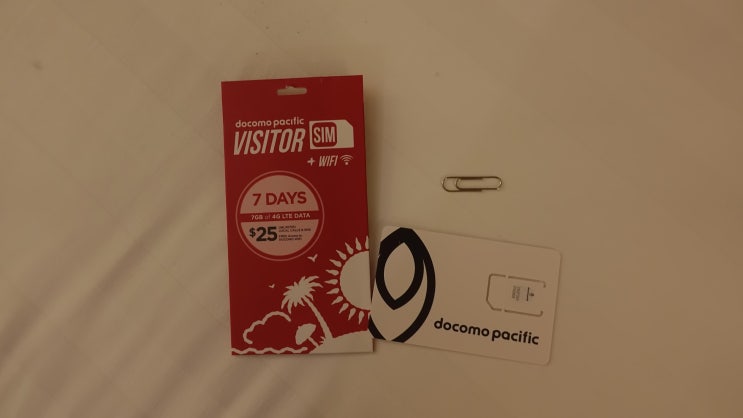 docomo pacific
VISITOR SIM
+ WIFI
7 DAYS
7GB of 4G LTE DATA
$25
docomo pacific